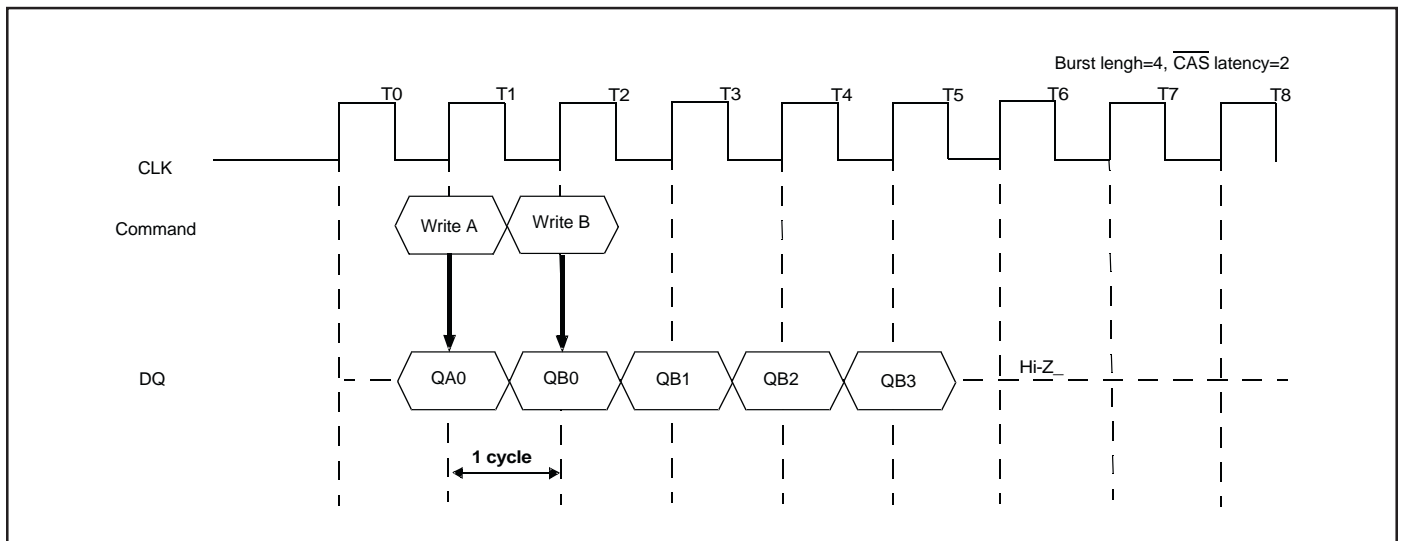 Burst lengh=4, CAS latency=2
T0 T1 T2 T3 T4 T5 T6 T7 T8
CLK
Command Write A Write B
DQ QA0 QB0 QB1 QB2 QB3 Hi-Z_
1 cycle